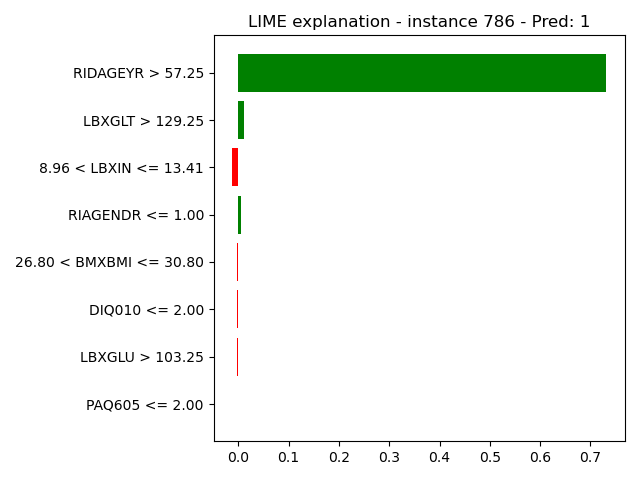 LIME explanation - instance 786 - Pred: 1
RIDAGEYR > 57.25
LBXGLT > 129.25
8.96 < LBXIN <= 13.41
RIAGENDR <= 1.00
26.80 < BMXBMI <= 30.80
DIQ010 <= 2.00
LBXGLU > 103.25
PAQ605 <= 2.00
0.0 0.1 0.2 0.3 0.4 0.5 0.6 0.7